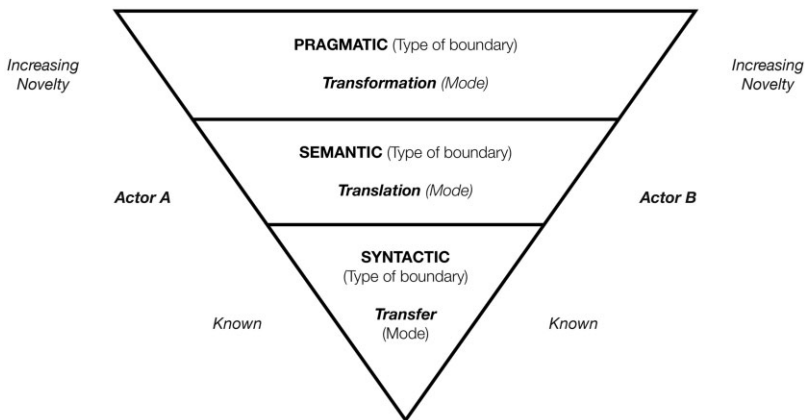 PRAGMATIC (Type of boundary)
Increasing
Novelty
Increasing
Novelty
Transformation (Mode)
SEMANTIC (Type of boundary)
Actor A
Translation (Mode)
Actor B
SYNTACTIC
(Type of boundary)
Known
Transfer
(Mode)
Known